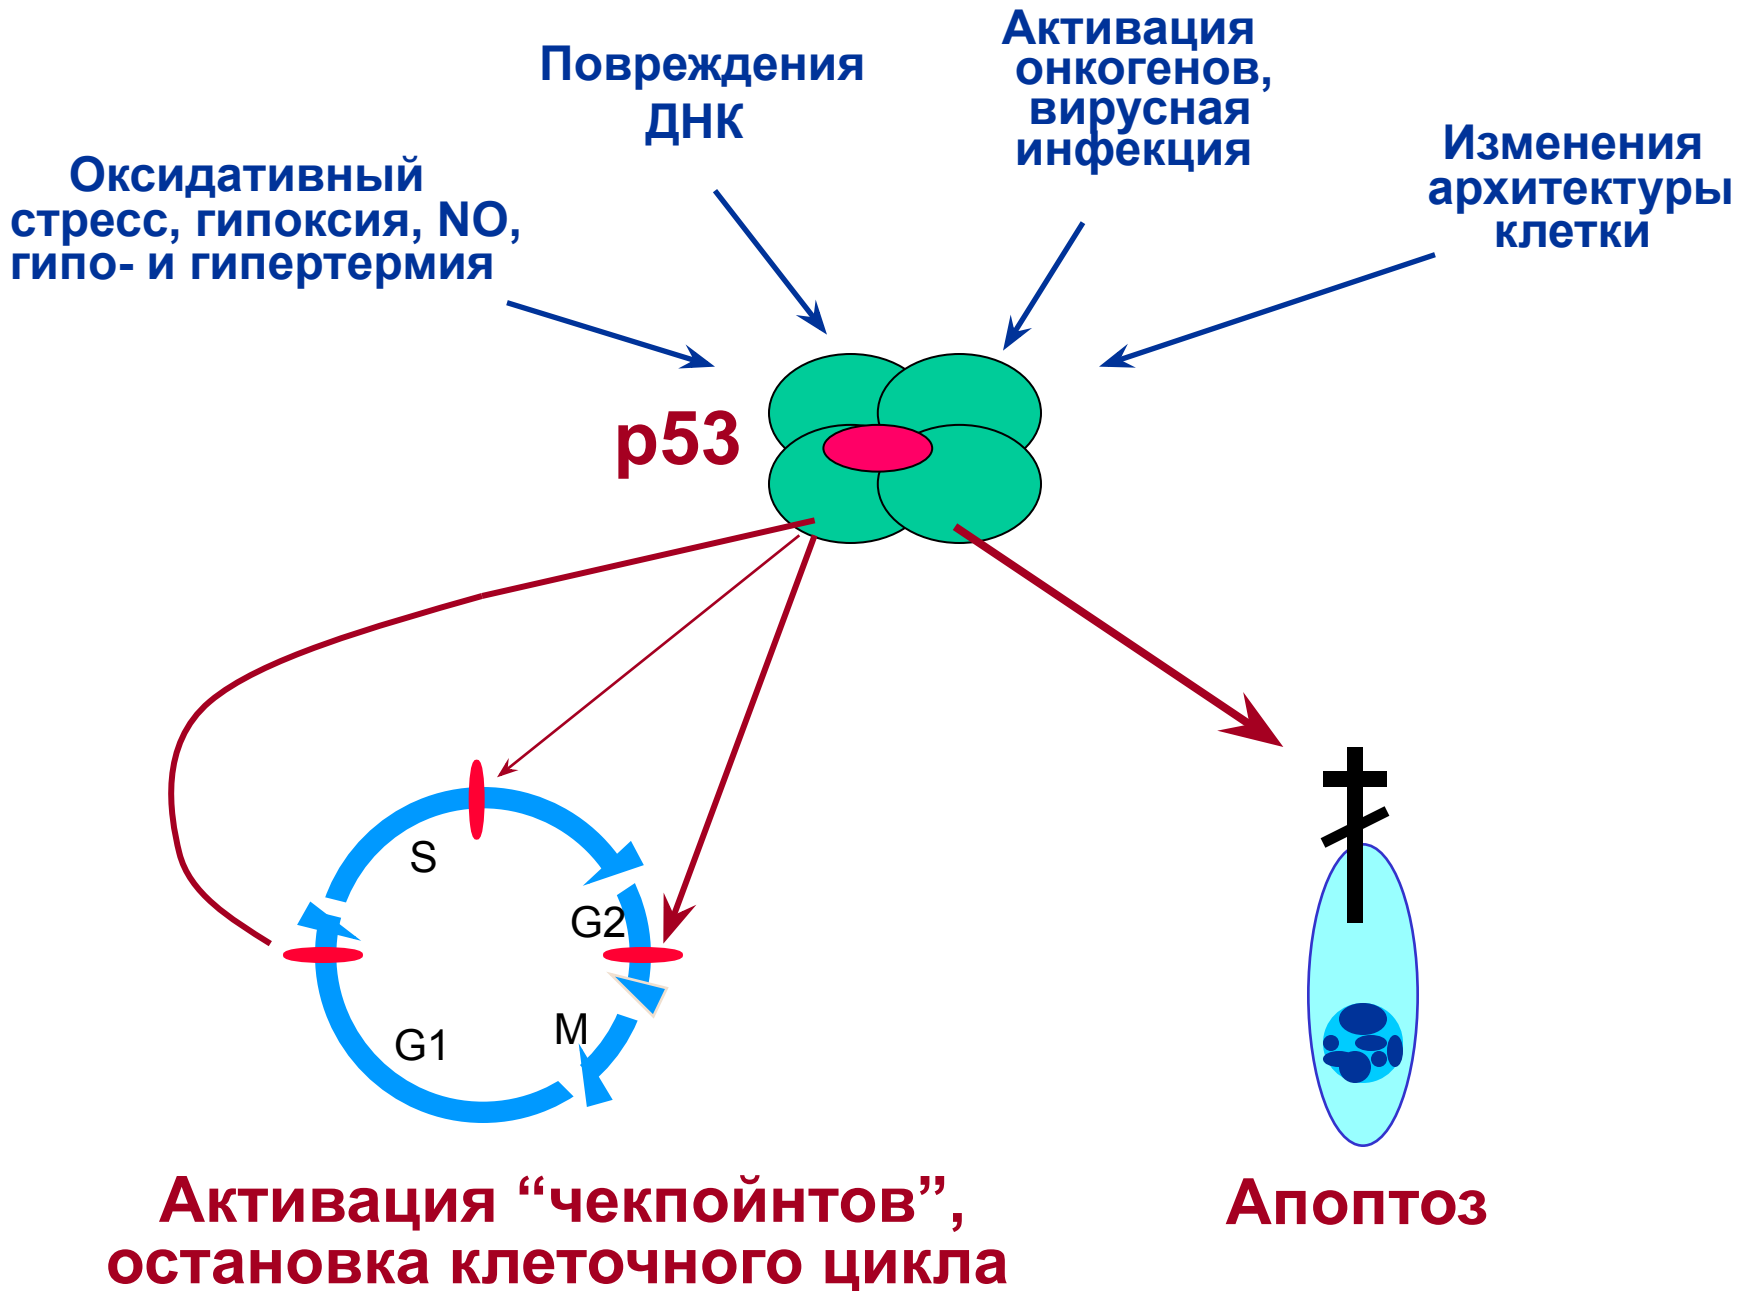 Оксидативный
стресс, гипоксия, NO,
гипо- и гипертермия
Повреждения
ДНК
Активация
онкогенов,
вирусная
инфекция
Изменения
архитектуры
клетки
p53
S
G2
M
G1
Активация “чекпойнтов”,
остановка клеточного цикла
Апоптоз